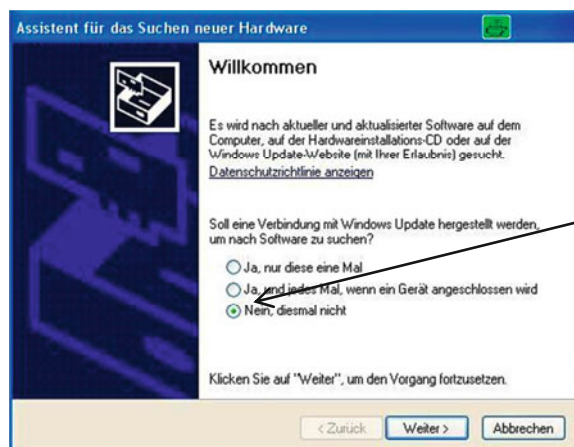 Assistent für das Suchen neuer Hardware
Willkommen
Es wird nach aktueller und aktualisierter Software auf dem
Computer, auf der Hardwareinstallations-CD oder auf der
Windows Update-Website (mit Ihrer Erlaubnis) gesucht.
Datenschutzrichtlinie anzeigen
Soll eine Verbindung mit Windows Update hergestellt werden,
um nach Software zu suchen?
Ja, nur diese eine Mal
Ja, und jedes Mal, wenn ein Gerät angeschlossen wird
Nein, diesmal nicht
Klicken Sie auf "Weiter", um den Vorgang fortzusetzen.
< Zurück Weiter > Abbrechen